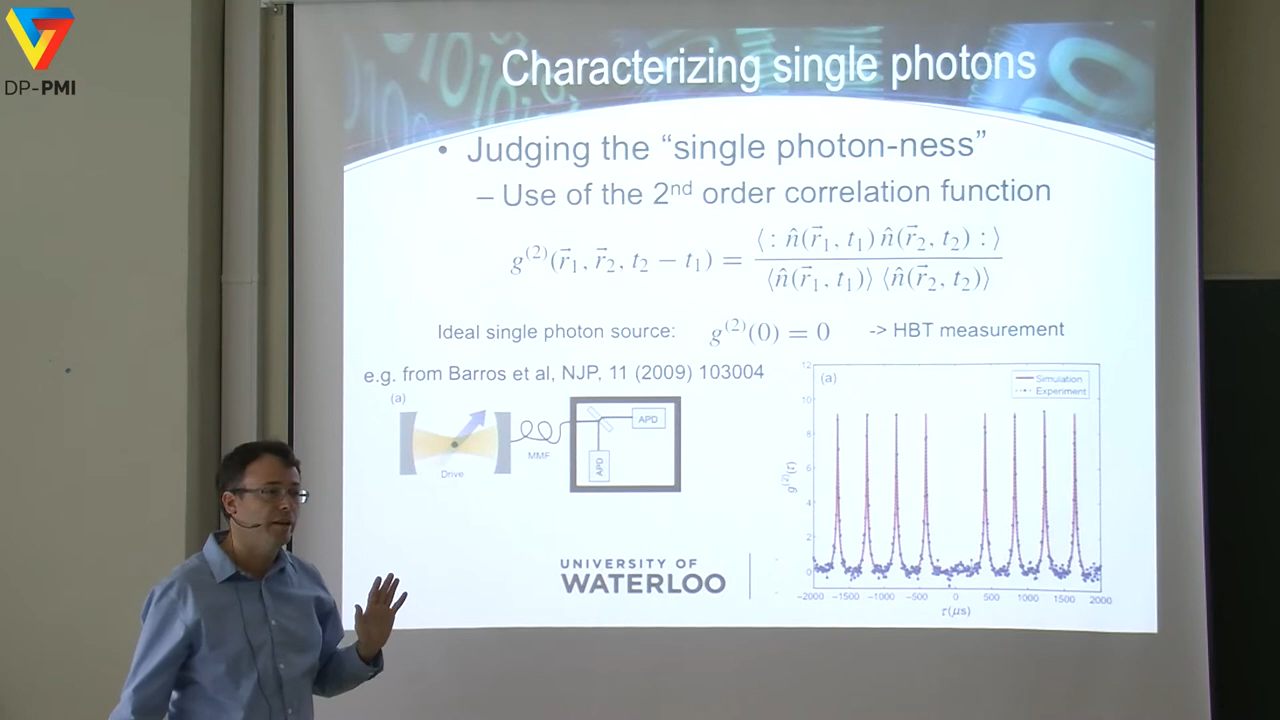 DP-PMI
Characterizing single photons
• Judging the “single photon-ness”
– Use of the 2nd order correlation function
g^(2)(r⃗1, r⃗2, t2 − t1) = ⟨: n̂(r⃗1, t1) n̂(r⃗2, t2) :⟩ / ⟨n̂(r⃗1, t1)⟩ ⟨n̂(r⃗2, t2)⟩
Ideal single photon source: g^(2)(0) = 0 -> HBT measurement
e.g. from Barros et al, NJP, 11 (2009) 103004
(a)
Drive
MMF
APD
APD
(a)
Simulation
Experiment
g^(2)(τ)
12
10
8
6
4
2
0
−2000 −1500 −1000 −500 0 500 1000 1500 2000
τ(μs)
UNIVERSITY OF
WATERLOO